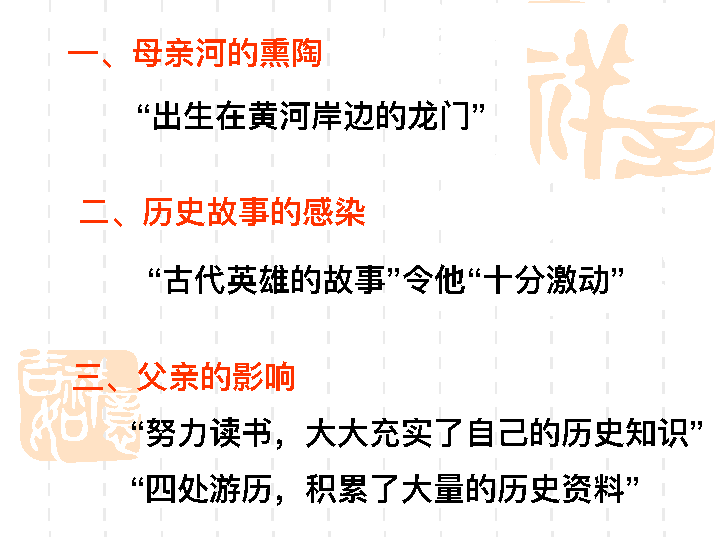 一、母亲河的熏陶
“出生在黄河岸边的龙门”
二、历史故事的感染
“古代英雄的故事”令他“十分激动”
三、父亲的影响
“努力读书，大大充实了自己的历史知识”
“四处游历，积累了大量的历史资料”